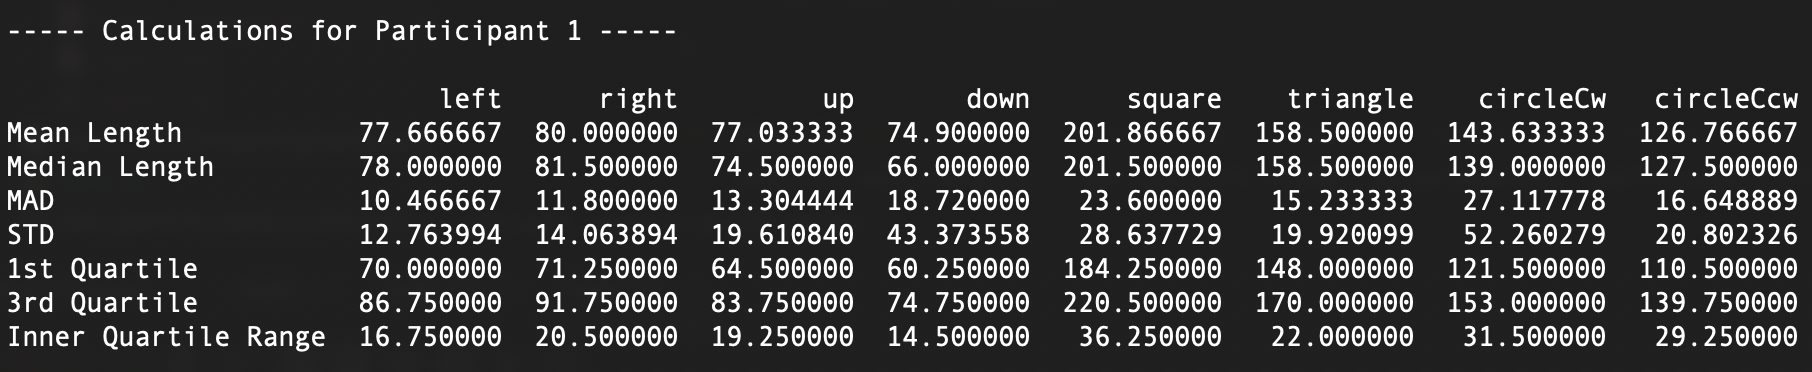 ----- Calculations for Participant 1 -----
left right up down square triangle circleCw circleCcw
Mean Length 77.666667 80.000000 77.033333 74.900000 201.866667 158.500000 143.633333 126.766667
Median Length 78.000000 81.500000 74.500000 66.000000 201.500000 158.500000 139.000000 127.500000
MAD 10.466667 11.800000 13.304444 18.720000 23.600000 15.233333 27.117778 16.648889
STD 12.763994 14.063894 19.610840 43.373558 28.637729 19.920099 52.260279 20.802326
1st Quartile 70.000000 71.250000 64.500000 60.250000 184.250000 148.000000 121.500000 110.500000
3rd Quartile 86.750000 91.750000 83.750000 74.750000 220.500000 170.000000 153.000000 139.750000
Inner Quartile Range 16.750000 20.500000 19.250000 14.500000 36.250000 22.000000 31.500000 29.250000